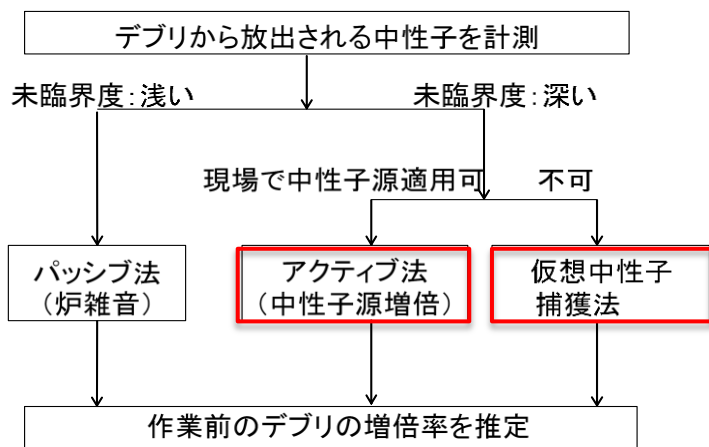 デブリから放出される中性子を計測
未臨界度：浅い
未臨界度：深い
現場で中性子源適用可
不可
パッシブ法
（炉雑音）
アクティブ法
（中性子源増倍）
仮想中性子
捕獲法
作業前のデブリの増倍率を推定